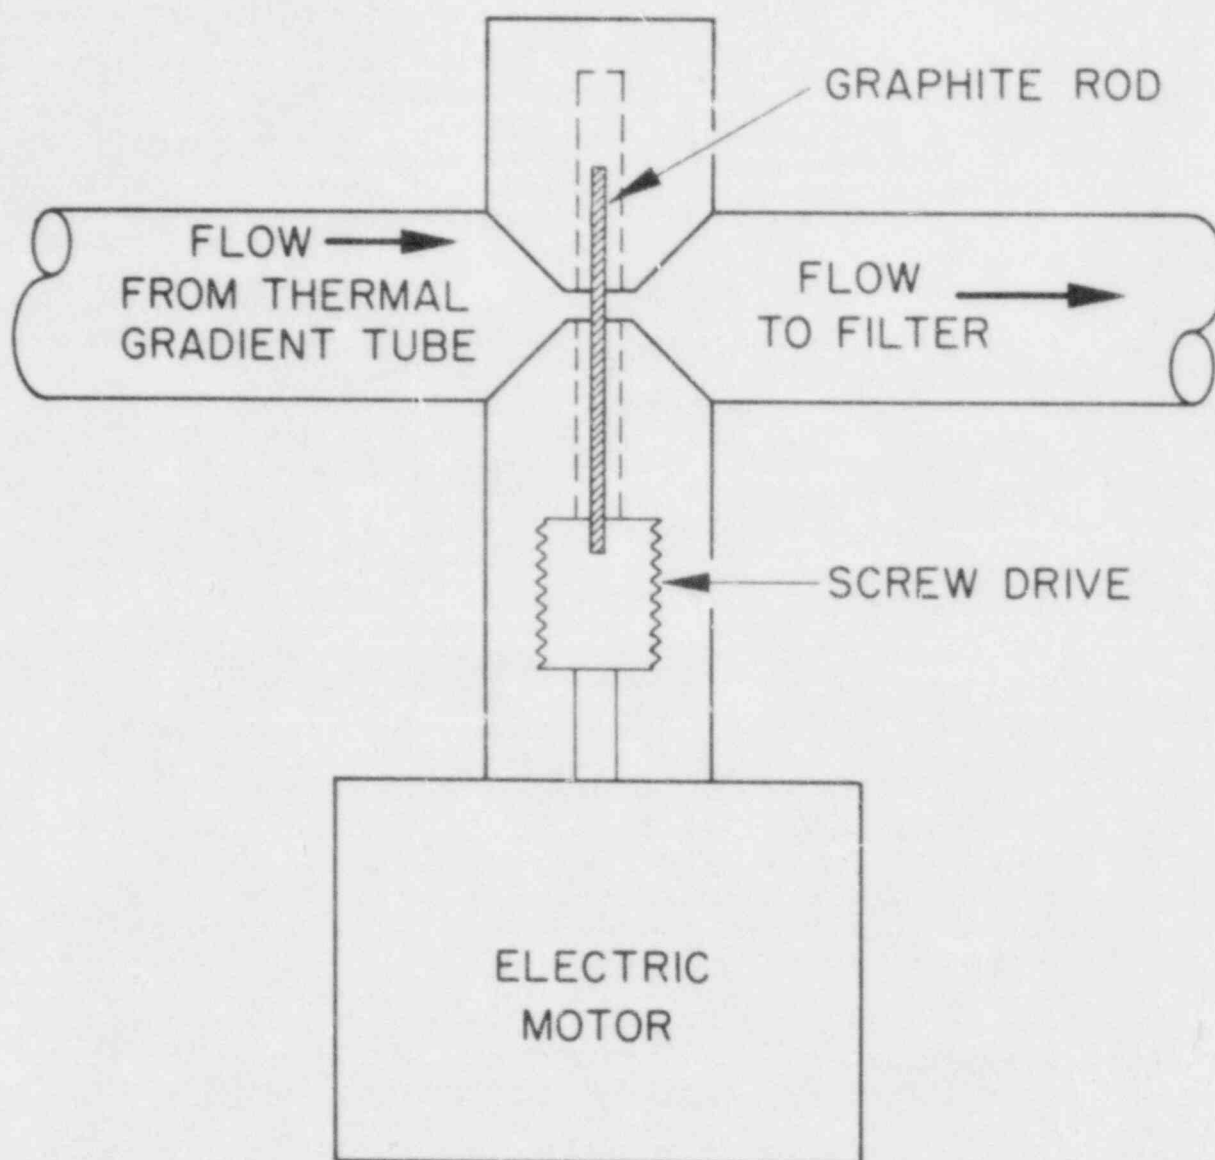 GRAPHITE ROD
FLOW
FROM THERMAL
GRADIENT TUBE
FLOW
TO FILTER
SCREW DRIVE
ELECTRIC
MOTOR